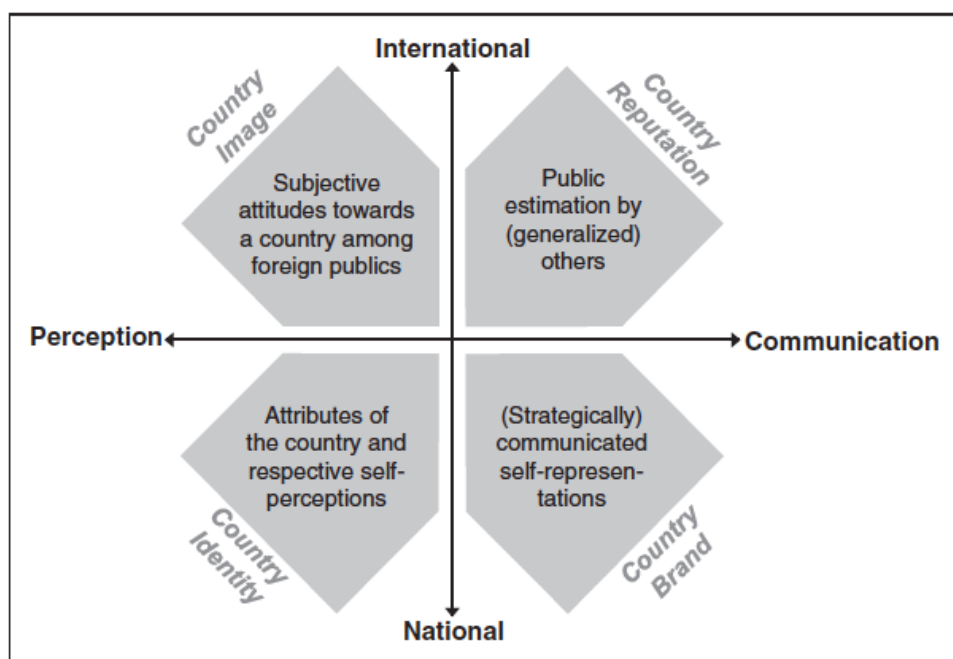 International
Country
Image
Country
Reputation
Subjective
attitudes towards
a country among
foreign publics
Public
estimation by
(generalized)
others
Perception
Communication
Attributes of
the country and
respective self-
perceptions
(Strategically)
communicated
self-represen-
tations
Country
Identity
Country
Brand
National